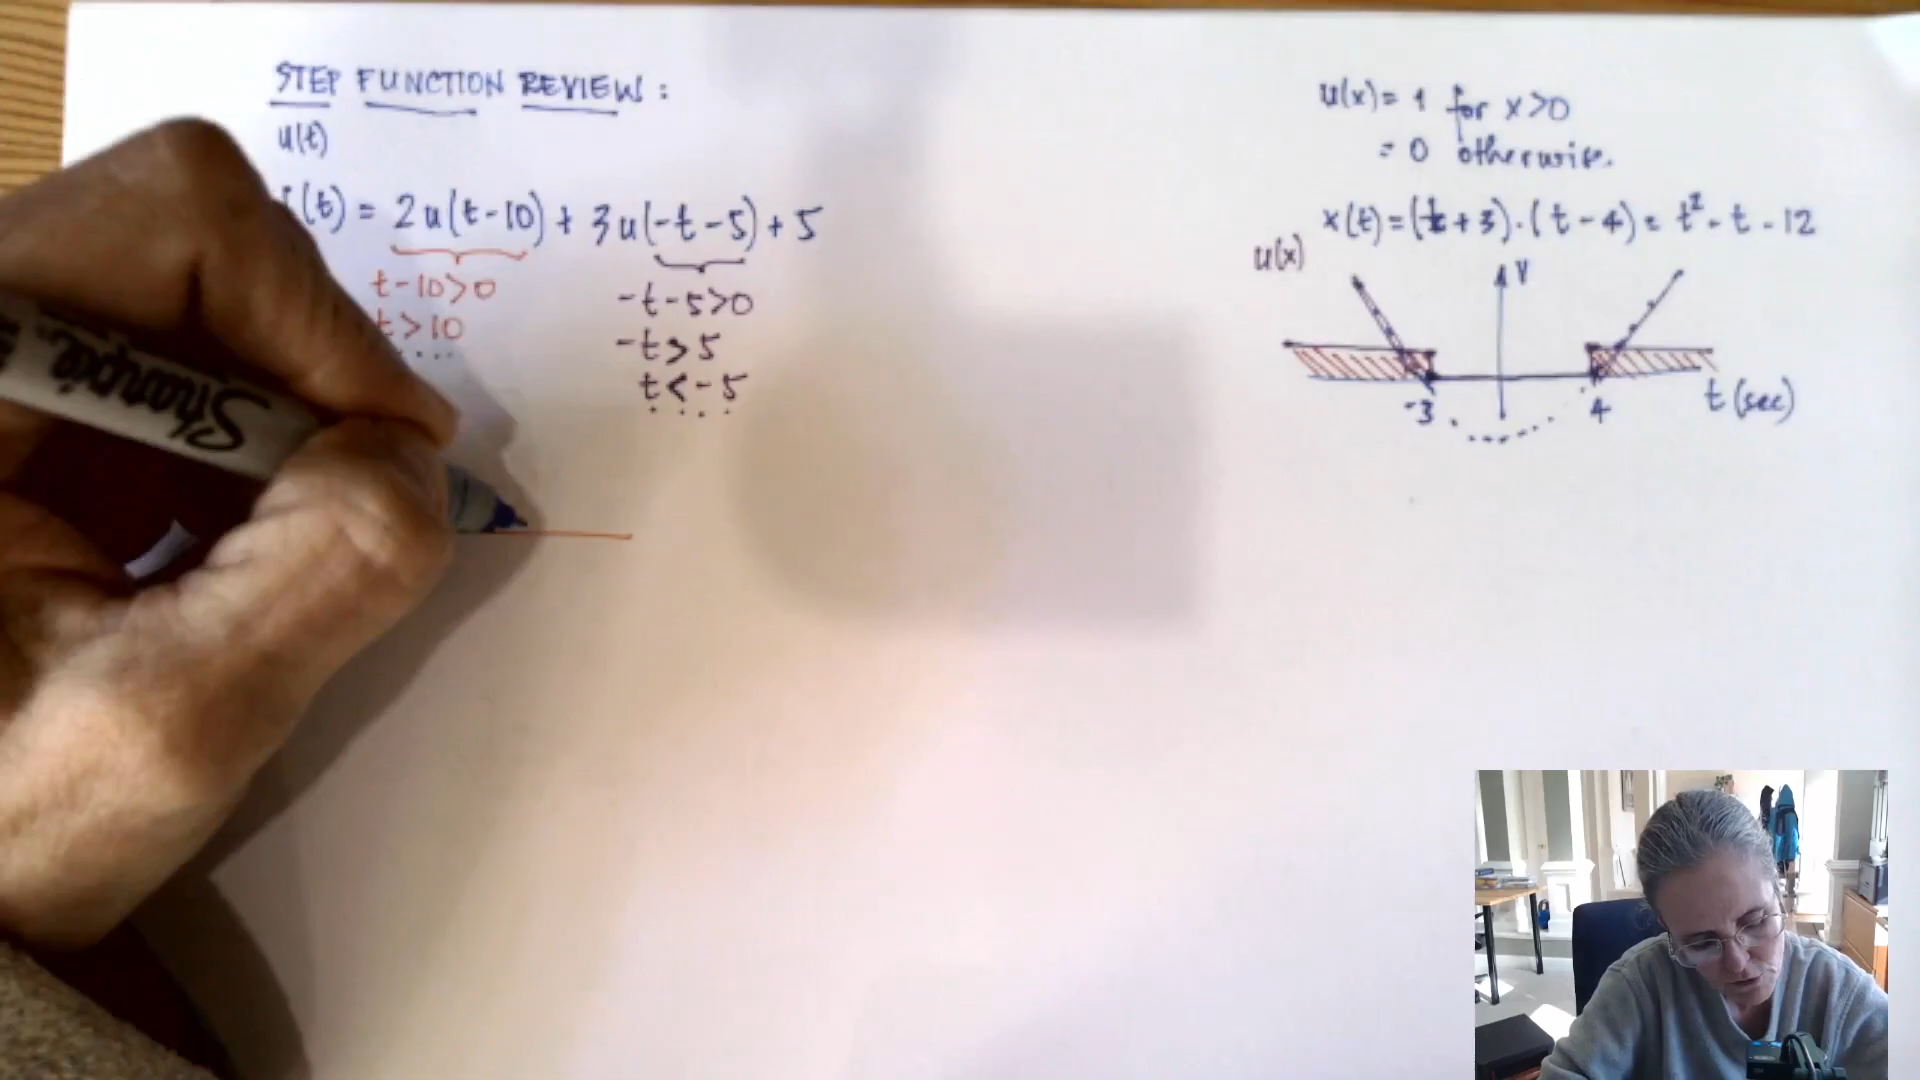 STEP FUNCTION REVIEW :
u(t)
(t) = 2u(t-10) + 3u(-t-5) + 5
t-10>0
t>10
-t-5>0
-t>5
t<-5
u(x)= 1 for x>0
= 0 otherwise.
x(t)=(t+3)·(t-4)= t²-t-12
u(x)
V
-3
4
t (sec)
Sharpie